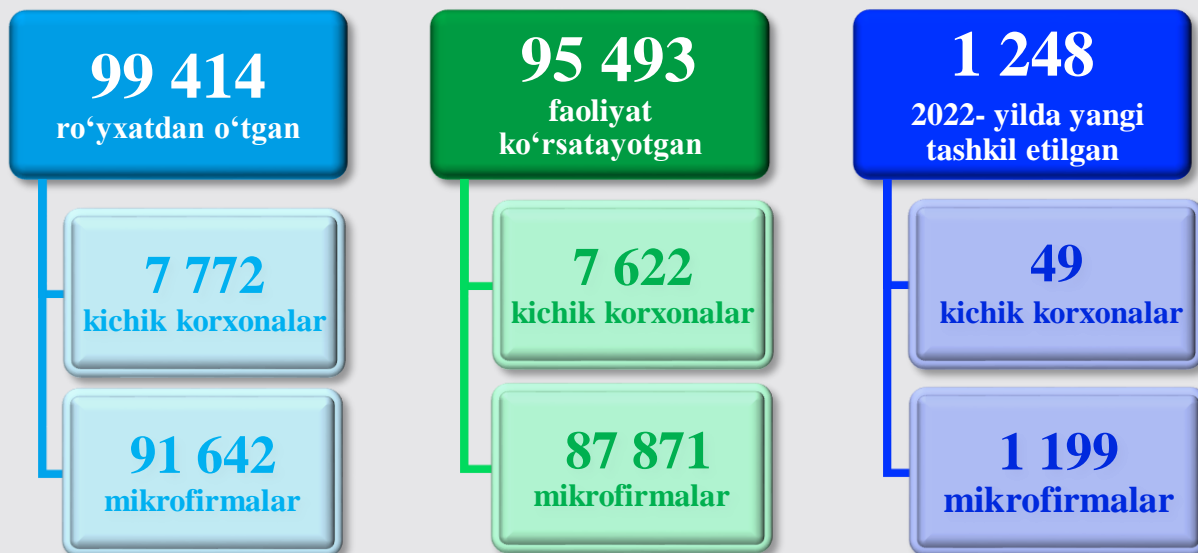 99 414
ro‘yxatdan o‘tgan
7 772
kichik korxonalar
91 642
mikrofirmalar
95 493
faoliyat
ko‘rsatayotgan
7 622
kichik korxonalar
87 871
mikrofirmalar
1 248
2022- yilda yangi
tashkil etilgan
49
kichik korxonalar
1 199
mikrofirmalar